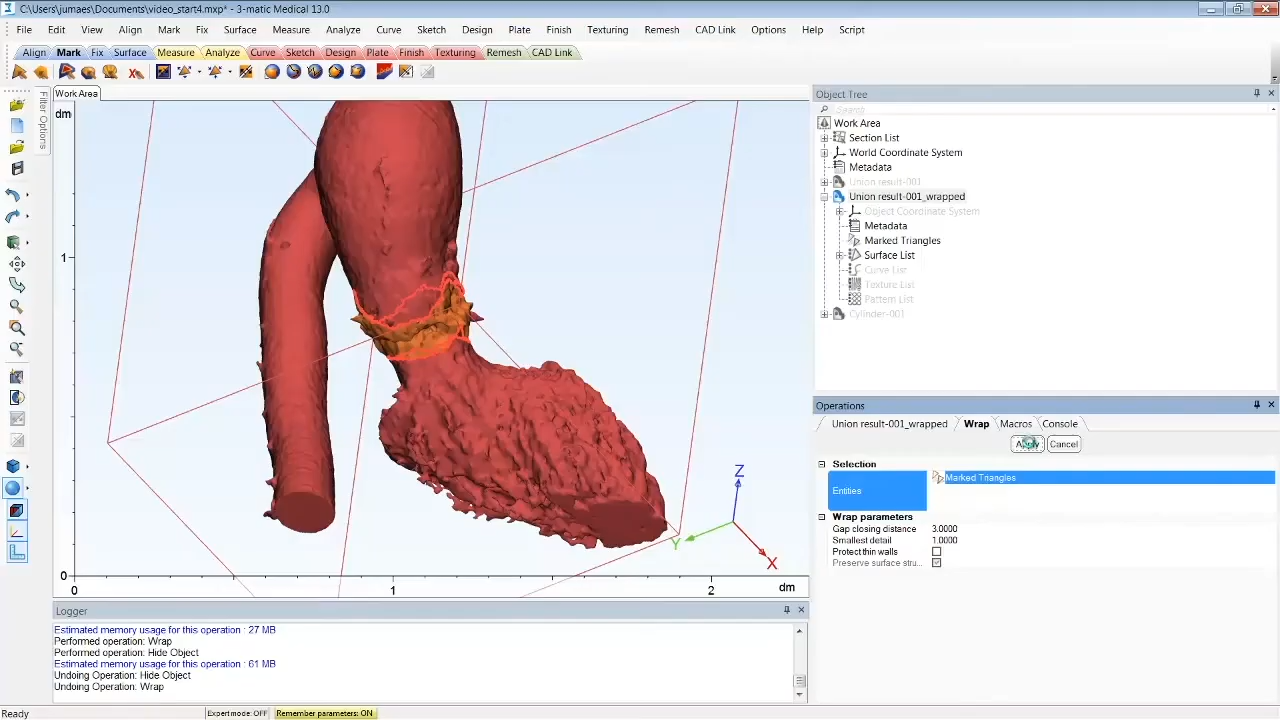 C:\Users\jumaes\Documents\video_start4.mxp* - 3-matic Medical 13.0
File Edit View Align Mark Fix Surface Measure Analyze Curve Sketch Design Plate Finish Texturing Remesh CAD Link Options Help Script
Align Mark Fix Surface Measure Analyze Curve Sketch Design Plate Finish Texturing Remesh CAD Link
Filter Options
Work Area
dm
1
0
0
1
2
dm
Z
Y
X
Object Tree
Search
Work Area
Section List
World Coordinate System
Metadata
Union result-001
Union result-001_wrapped
Object Coordinate System
Metadata
Marked Triangles
Surface List
Curve List
Texture List
Pattern List
Cylinder-001
Operations
Union result-001_wrapped Wrap Macros Console
Cancel
Selection
Entities Marked Triangles
Wrap parameters
Gap closing distance 3.0000
Smallest detail 1.0000
Protect thin walls
Preserve surface stru...
Logger
Estimated memory usage for this operation : 27 MB
Performed operation: Wrap
Performed operation: Hide Object
Estimated memory usage for this operation : 61 MB
Undoing Operation: Hide Object
Undoing Operation: Wrap
Ready
Expert mode: OFF Remember parameters: ON